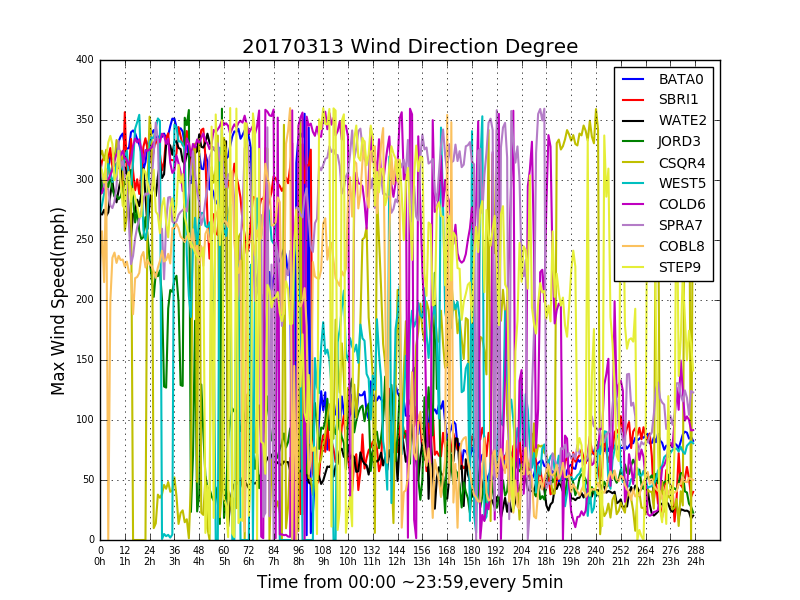 20170313 Wind Direction Degree
400
350
300
250
200
150
100
50
0
Max Wind Speed(mph)
BATA0
SBRI1
WATE2
JORD3
CSQR4
WEST5
COLD6
SPRA7
COBL8
STEP9
0 12 24 36 48 60 72 84 96 108 120 132 144 156 168 180 192 204 216 228 240 252 264 276 288
0h 1h 2h 3h 4h 5h 6h 7h 8h 9h 10h 11h 12h 13h 14h 15h 16h 17h 18h 19h 20h 21h 22h 23h 24h
Time from 00:00 ~23:59,every 5min